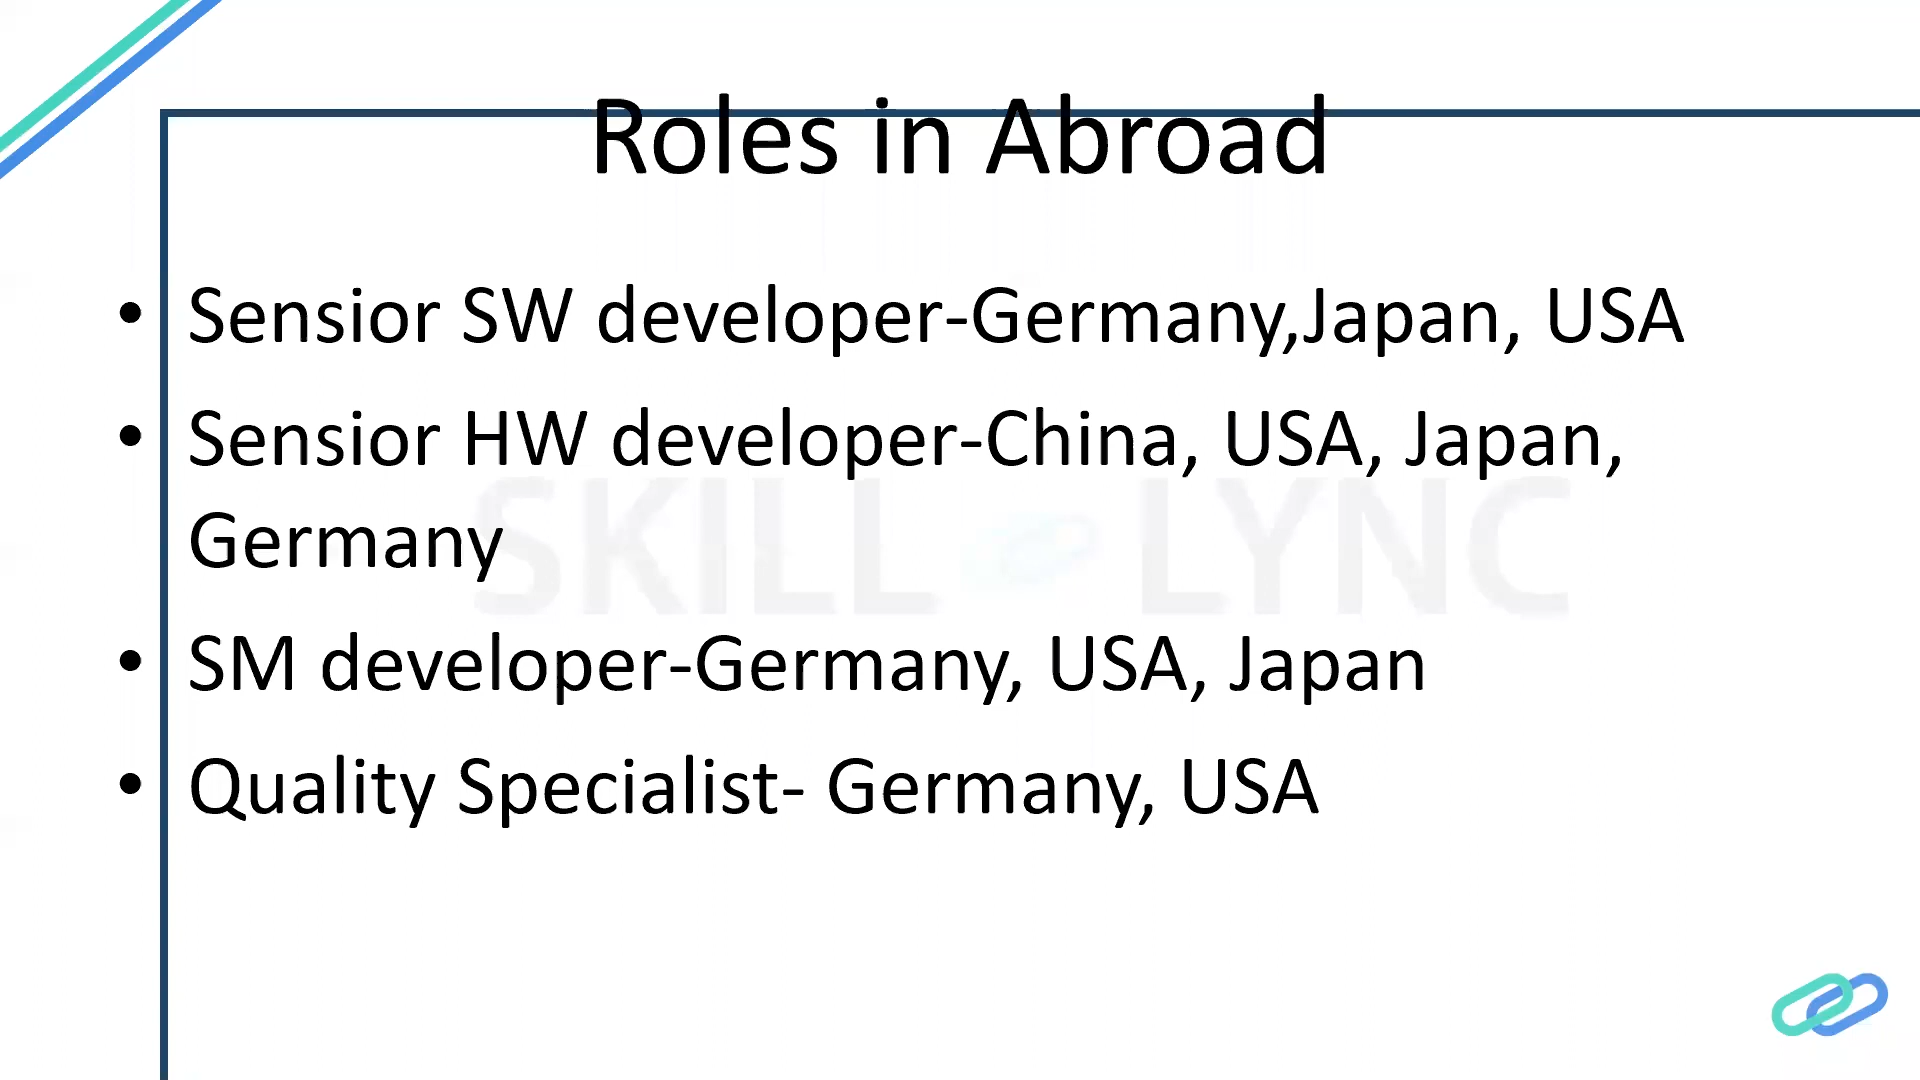 Roles in Abroad
• Sensior SW developer-Germany,Japan, USA
• Sensior HW developer-China, USA, Japan,
Germany
SKILL LYNC
• SM developer-Germany, USA, Japan
• Quality Specialist- Germany, USA